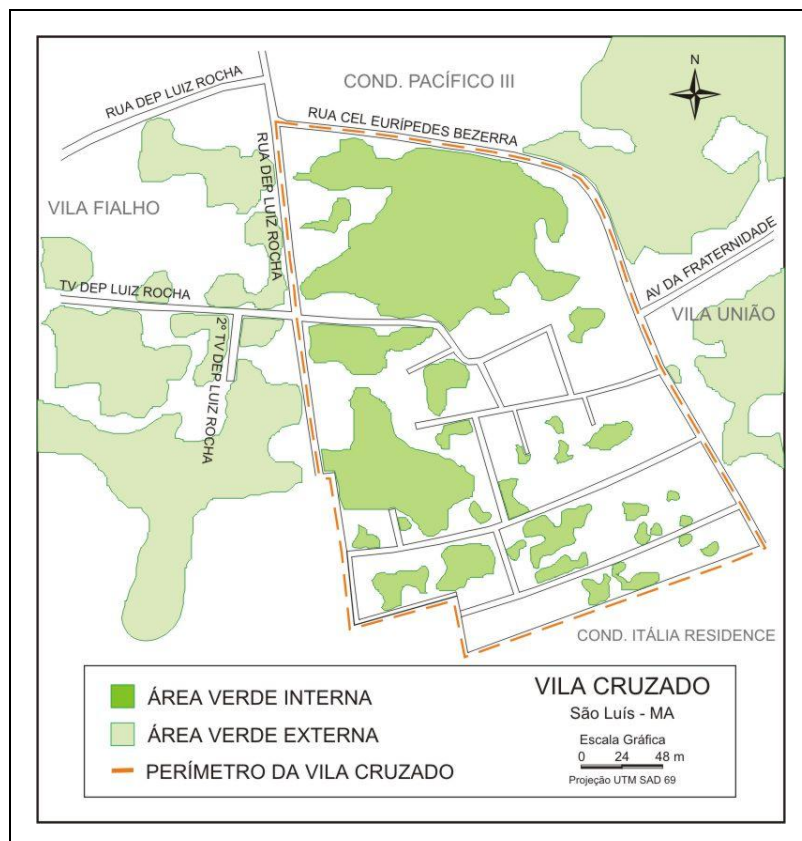 COND. PACÍFICO III
N
RUA DEP LUIZ ROCHA
RUA CEL EURÍPEDES BEZERRA
RUA DEP LUIZ ROCHA
VILA FIALHO
AV DA FRATERNIDADE
TV DEP LUIZ ROCHA
VILA UNIÃO
2º TV DEP LUIZ ROCHA
COND. ITÁLIA RESIDENCE
ÁREA VERDE INTERNA
ÁREA VERDE EXTERNA
PERÍMETRO DA VILA CRUZADO
VILA CRUZADO
São Luís - MA
Escala Gráfica
0 24 48 m
Projeção UTM SAD 69